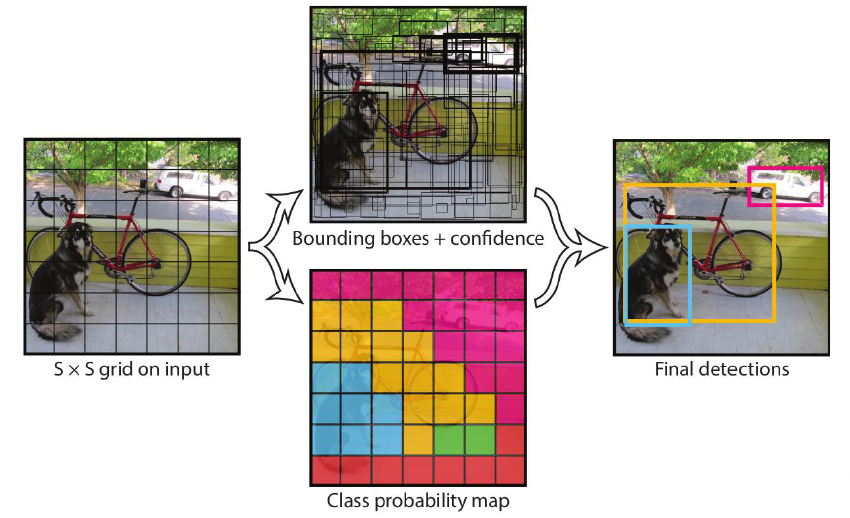 Bounding boxes + confidence
S × S grid on input
Final detections
Class probability map